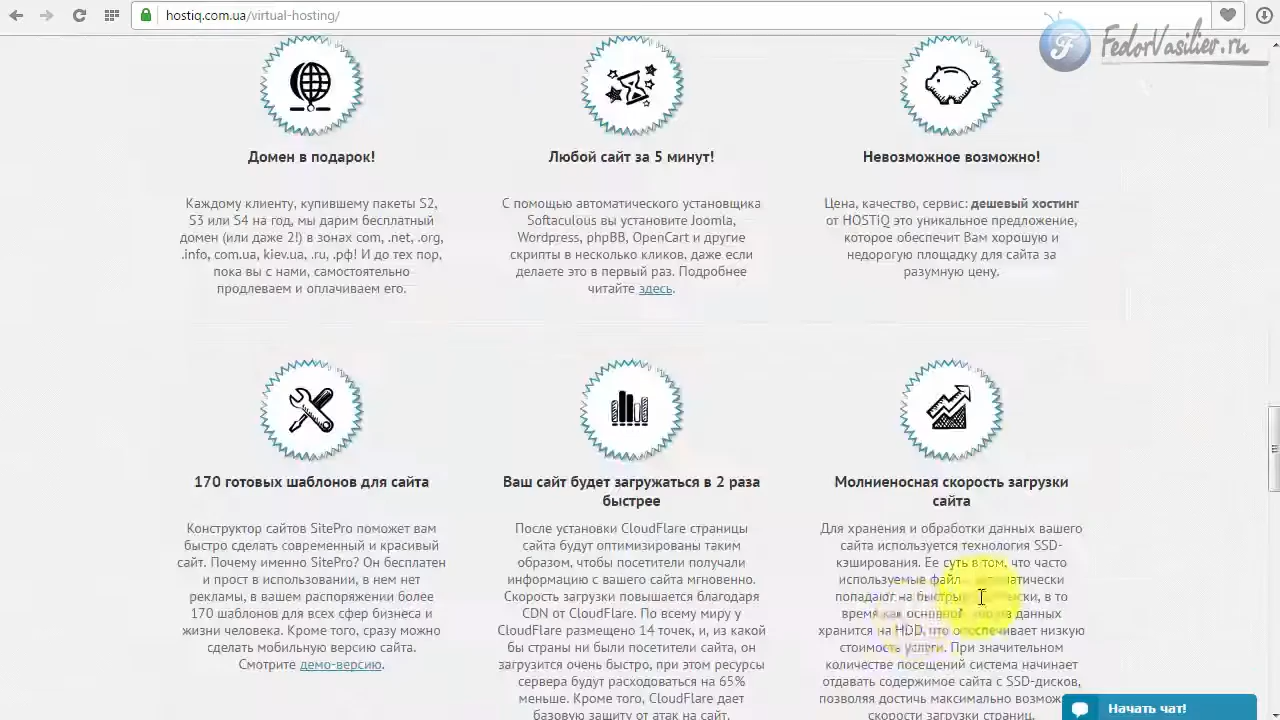 hostiq.com.ua/virtual-hosting/
FedorVasiliev.ru
Домен в подарок!
Каждому клиенту, купившему пакеты S2,
S3 или S4 на год, мы дарим бесплатный
домен (или даже 2!) в зонах com, .net, .org,
.info, com.ua, kiev.ua, .ru, .рф! И до тех пор,
пока вы с нами, самостоятельно
продлеваем и оплачиваем его.
Любой сайт за 5 минут!
С помощью автоматического установщика
Softaculous вы установите Joomla,
Wordpress, phpBB, OpenCart и другие
скрипты в несколько кликов, даже если
делаете это в первый раз. Подробнее
читайте здесь.
Невозможное возможно!
Цена, качество, сервис: дешевый хостинг
от HOSTiQ это уникальное предложение,
которое обеспечит Вам хорошую и
недорогую площадку для сайта за
разумную цену.
170 готовых шаблонов для сайта
Конструктор сайтов SitePro поможет вам
быстро сделать современный и красивый
сайт. Почему именно SitePro? Он бесплатен
и прост в использовании, в нем нет
рекламы, в вашем распоряжении более
170 шаблонов для всех сфер бизнеса и
жизни человека. Кроме того, сразу можно
сделать мобильную версию сайта.
Смотрите демо-версию.
Ваш сайт будет загружаться в 2 раза
быстрее
После установки CloudFlare страницы
сайта будут оптимизированы таким
образом, чтобы посетители получали
информацию с вашего сайта мгновенно.
Скорость загрузки повышается благодаря
CDN от CloudFlare. По всему миру у
CloudFlare размещено 14 точек, и, из какой
бы страны ни были посетители сайта, он
загрузится очень быстро, при этом ресурсы
сервера будут расходоваться на 65%
меньше. Кроме того, CloudFlare дает
базовую защиту от атак на сайт.
Молниеносная скорость загрузки
сайта
Для хранения и обработки данных вашего
сайта используется технология SSD-
кэширования. Ее суть в том, что часто
используемые
попадают на
время как данных
хранится на HDD, что обеспечивает низкую
стоимость услуги. При значительном
количестве посещений система начинает
отдавать содержимое сайта с SSD-дисков,
позволяя достичь максимально
скорости загрузки страниц.
Начать чат!